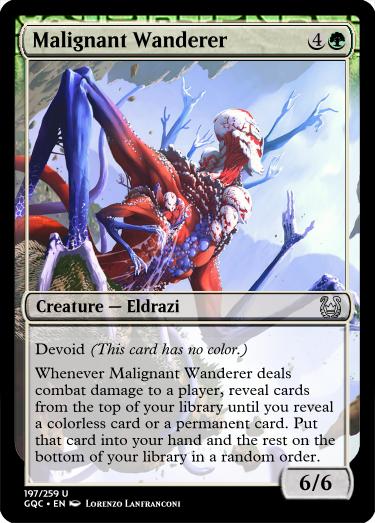 Malignant Wanderer 4
Creature — Eldrazi
Devoid (This card has no color.)
Whenever Malignant Wanderer deals
combat damage to a player, reveal cards
from the top of your library until you reveal
a colorless card or a permanent card. Put
that card into your hand and the rest on the
bottom of your library in a random order.
6/6
197/259 U
GQC • EN Lorenzo Lanfranconi